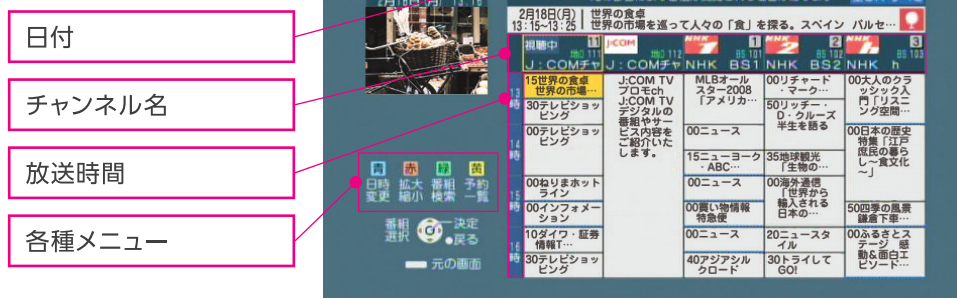 日付
チャンネル名
放送時間
各種メニュー
2月18日(月) 13:16
2月18日(月) 世界の食卓
13:15~13:25 世界の市場を巡って人々の「食」を探る。スペイン バルセ…
視聴中 11
地D 111
J:COMチャ
J:COM
地D 112
J:COMチャ
NHK 1 1
BS 101
NHK BS1
NHK 2 2
BS 102
NHK BS2
NHK h 3
BS 103
NHK h
13時
15世界の食卓
世界の市場…
30テレビショッ
ピング
J:COM TV
プロモch
J:COM TV
デジタルの
番組やサー
ビス内容を
ご紹介いた
します。
MLBオール
スター2008
「アメリカ…
00リチャード
・マーク…
50リッチー・
D・クルーズ
半生を語る
00大人のクラ
ッシック入
門「リスニ
ング空間…
14時
00テレビショッ
ピング
00ニュース
15ニューヨーク
・ABC…
35地球観光
「生物の…
00日本の歴史
特集「江戸
庶民の暮ら
し~食文化
~」
15時
00ねりまホット
ライン
00インフォメー
ション
00ニュース
00買い物情報
特急便
00海外通信
「世界から
輸入される
日本の…
50四季の風景
鎌倉下車…
16時
10ダイワ・証券
情報T…
30テレビショッ
ピング
00ニュース
40アジアシル
クロード
20ニュースタ
イル
30トライして
GO!
00ふるさとス
テージ 感
動&面白エ
ピソード…
青 赤 緑 黄
日時 拡大 番組 予約
変更 縮小 検索 一覧
番組 決定
選択 戻る
元の画面